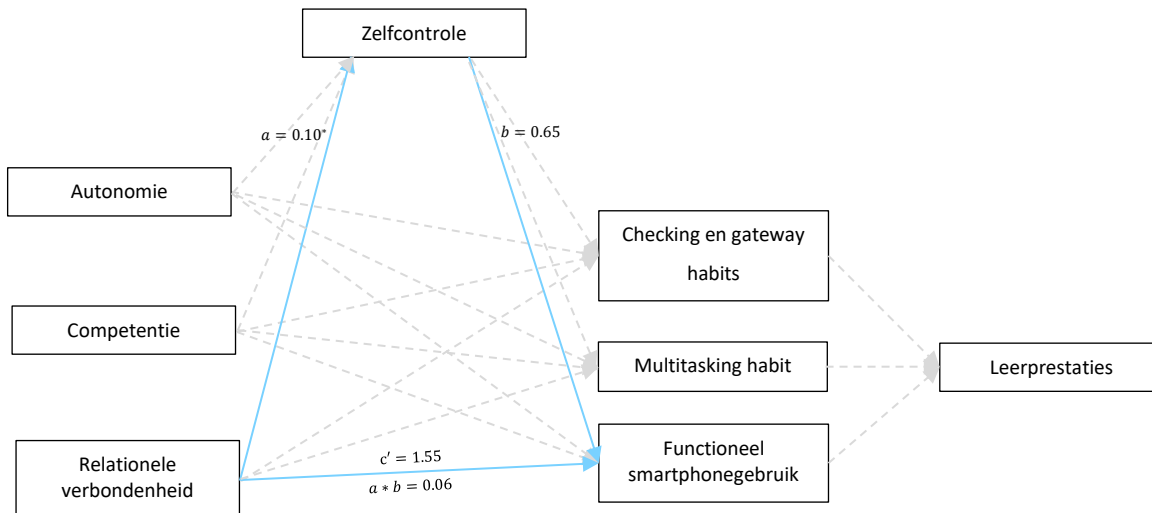 Zelfcontrole
a = 0.10*
b = 0.65
Autonomie
Checking en gateway
habits
Competentie
Multitasking habit
Leerprestaties
Relationele
verbondenheid
c′ = 1.55
a ∗ b = 0.06
Functioneel
smartphonegebruik